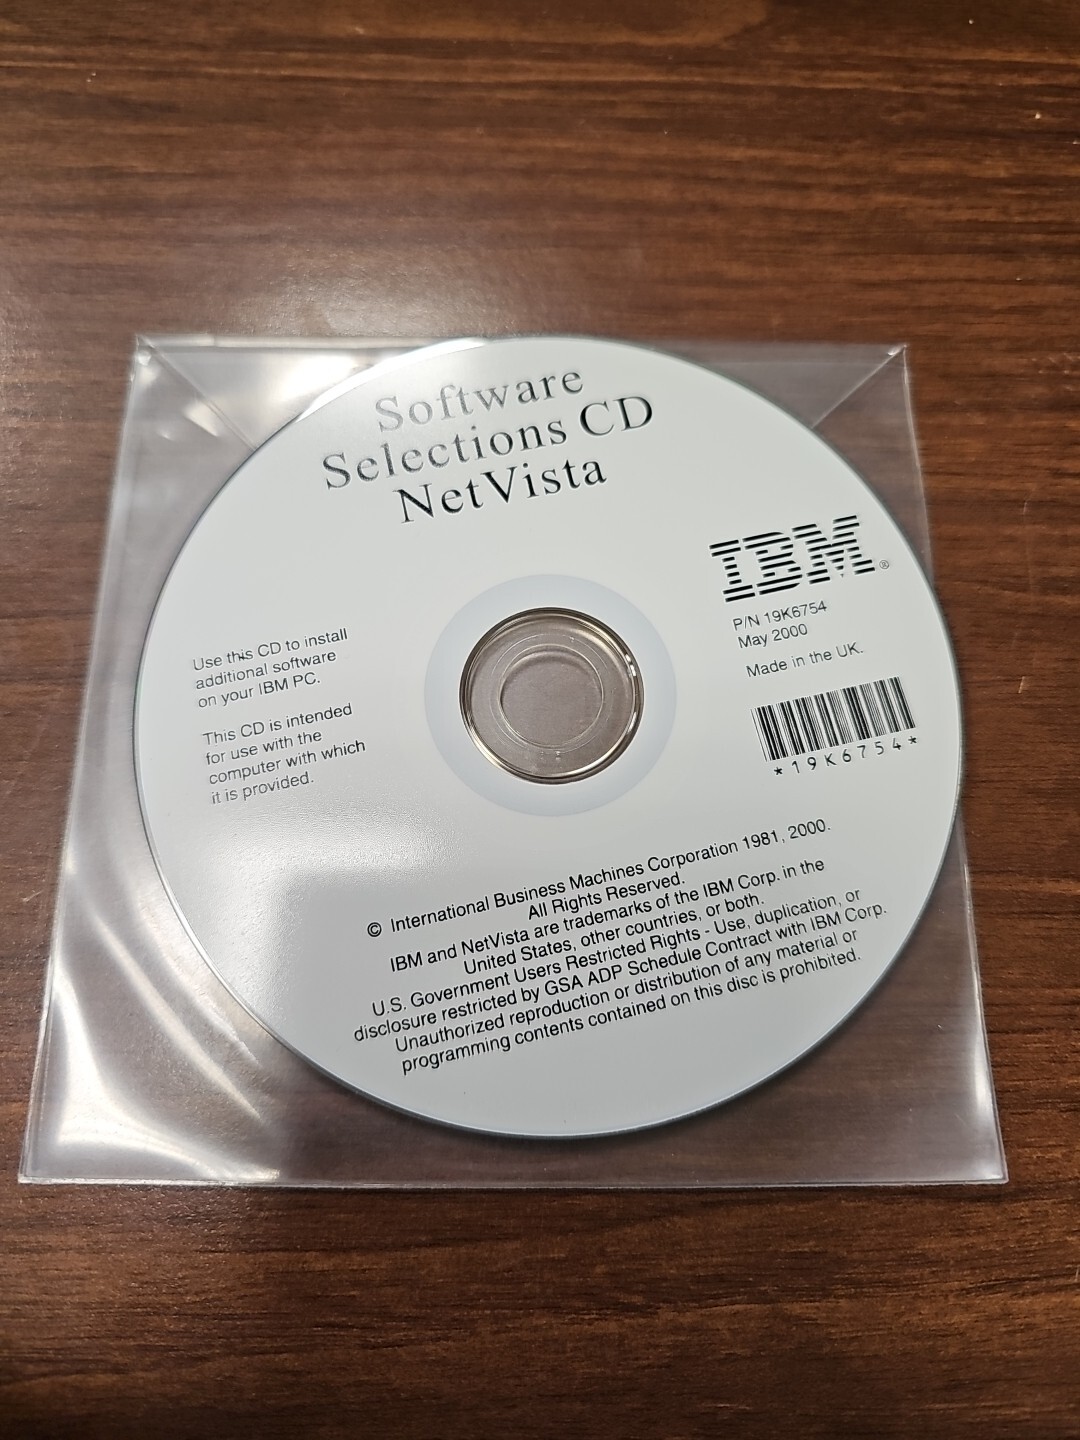 Software
Selections CD
NetVista
IBM®
P/N 19K6754
May 2000
Made in the UK.
*19K6754*
Use this CD to install
additional software
on your IBM PC.
This CD is intended
for use with the
computer with which
it is provided.
© International Business Machines Corporation 1981, 2000.
All Rights Reserved.
IBM and NetVista are trademarks of the IBM Corp. in the
United States, other countries, or both.
U.S. Government Users Restricted Rights - Use, duplication, or
disclosure restricted by GSA ADP Schedule Contract with IBM Corp.
Unauthorized reproduction or distribution of any material or
programming contents contained on this disc is prohibited.